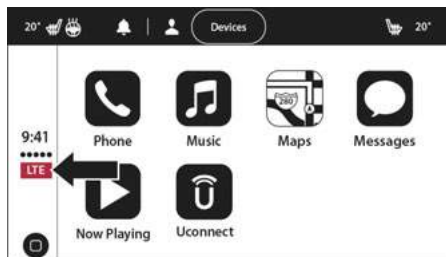 20°
Devices
20°
9:41
LTE
280
Phone
Music
Maps
Messages
Now Playing
Uconnect